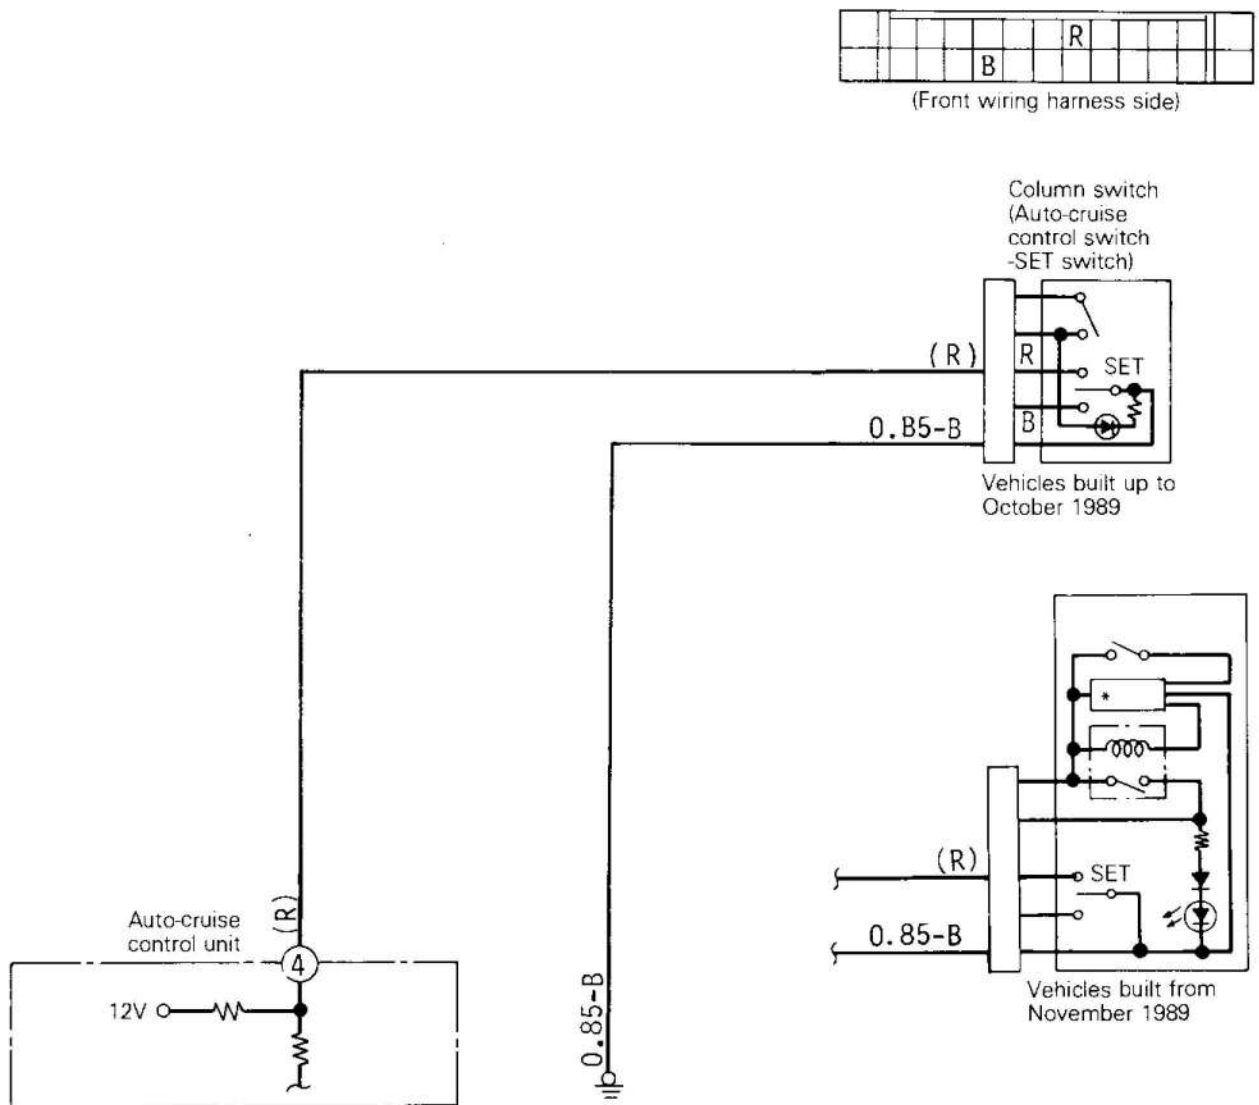 R
B
(Front wiring harness side)
Column switch
(Auto-cruise
control switch
-SET switch)
(R)
R
SET
0.B5-B
B
Vehicles built up to
October 1989
*
(R)
SET
0.85-B
Vehicles built from
November 1989
Auto-cruise
control unit
(R)
4
12V
0.85-B